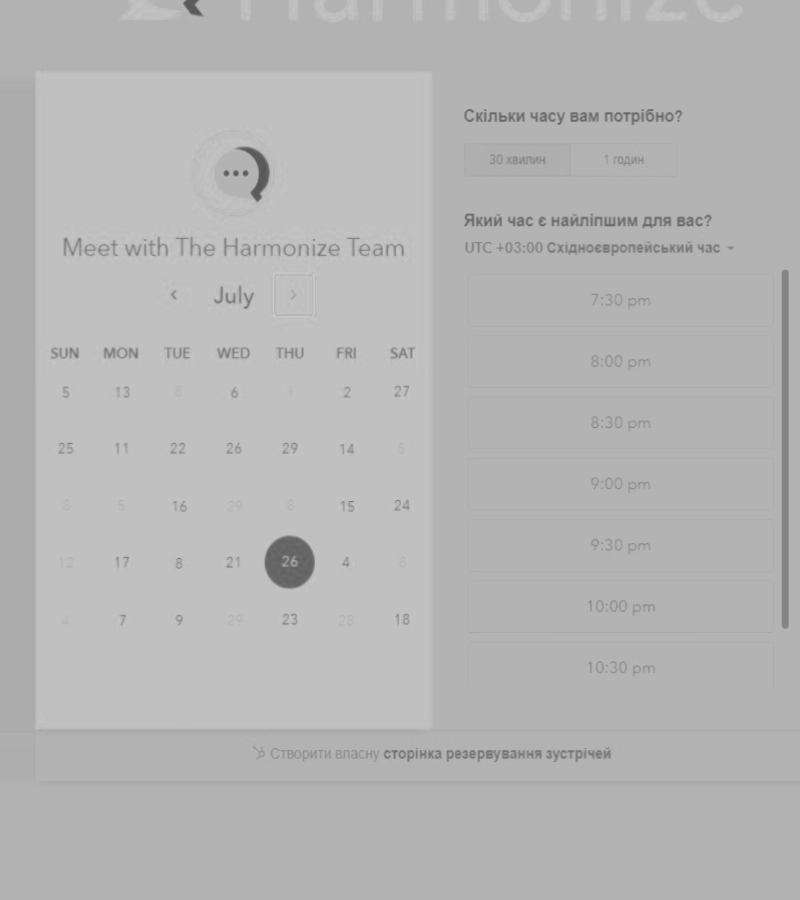 Harmonize
Meet with The Harmonize Team
July
SUN MON TUE WED THU FRI SAT
5 13 6 2 27
25 11 22 26 29 14 5
8 5 16 29 8 15 24
12 17 8 21 26 4 8
4 7 9 29 23 28 18
Скільки часу вам потрібно?
30 хвилин 1 годин
Який час є найліпшим для вас?
UTC +03:00 Східноєвропейський час
7:30 pm
8:00 pm
8:30 pm
9:00 pm
9:30 pm
10:00 pm
10:30 pm
Створити власну сторінка резервування зустрічей